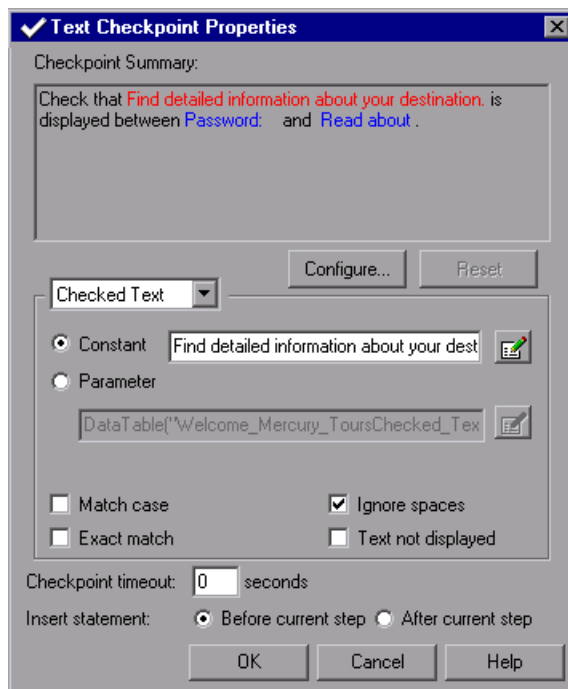 Text Checkpoint Properties
Checkpoint Summary:
Check that Find detailed information about your destination. is
displayed between Password: and Read about .
Configure... Reset
Checked Text
Constant Find detailed information about your dest
Parameter
DataTable("Welcome_Mercury_ToursChecked_Tex
Match case Ignore spaces
Exact match Text not displayed
Checkpoint timeout: 0 seconds
Insert statement: Before current step After current step
OK Cancel Help